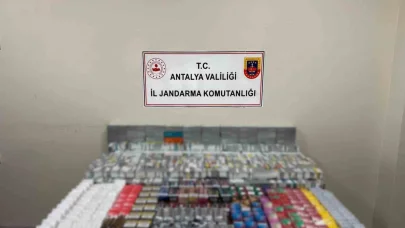 T.C.
ANTALYA VALİLİĞİ
İL JANDARMA KOMUTANLIĞI